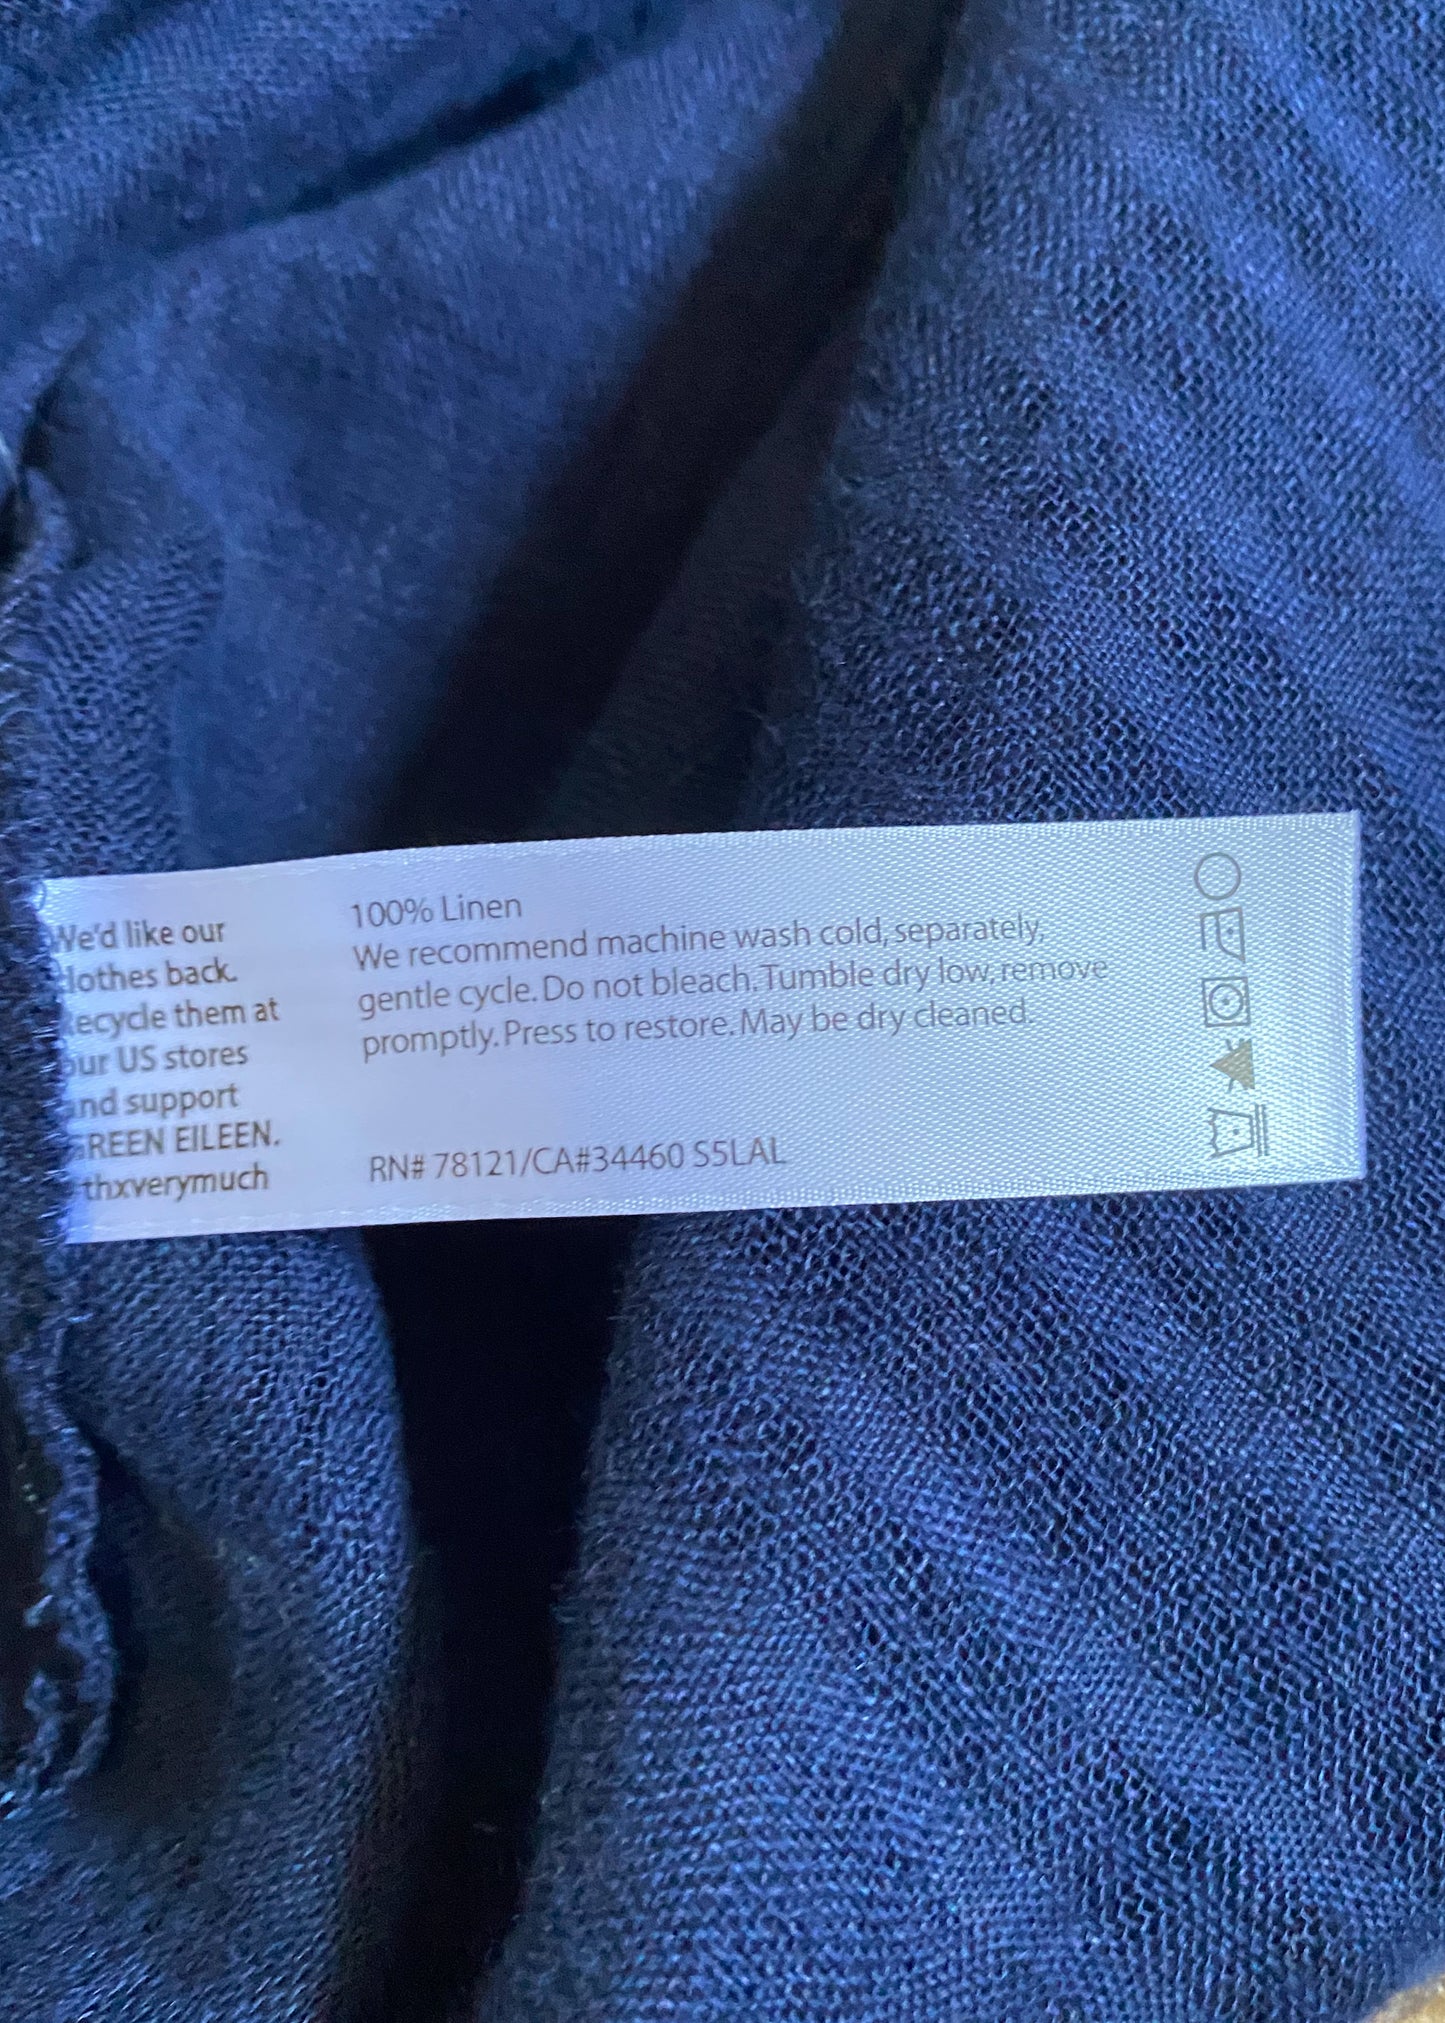 We'd like our
clothes back.
Recycle them at
our US stores
and support
GREEN EILEEN.
thxverymuch
100% Linen
We recommend machine wash cold, separately,
gentle cycle. Do not bleach. Tumble dry low, remove
promptly. Press to restore. May be dry cleaned.
RN# 78121/CA#34460 S5LAL